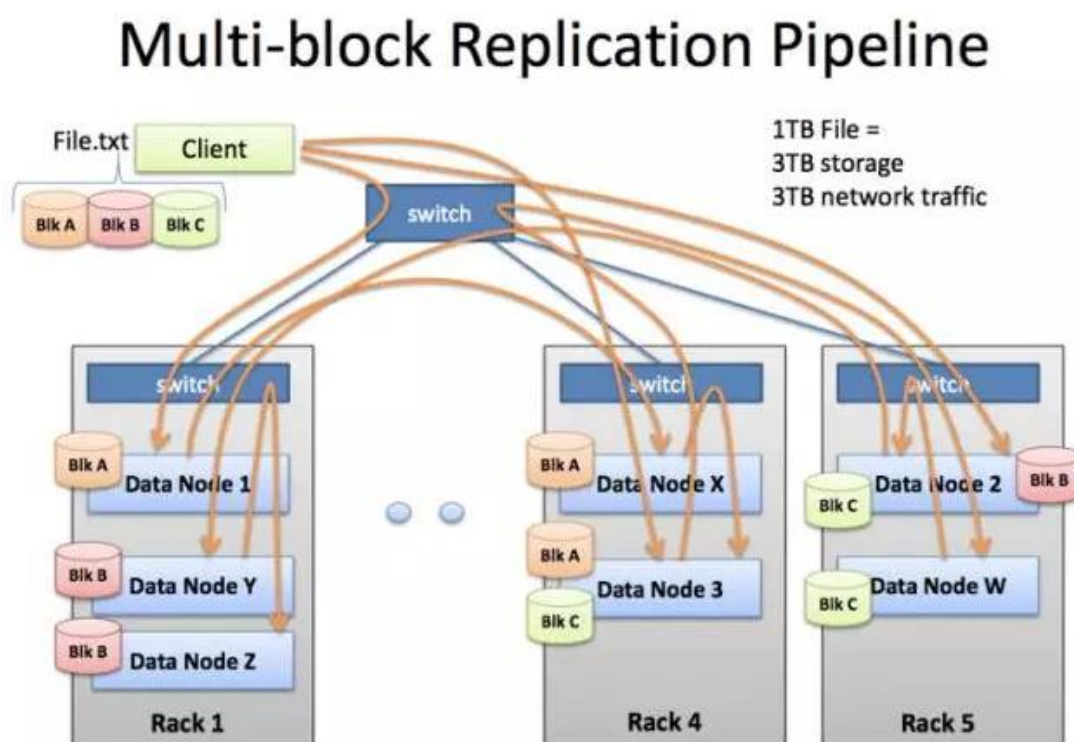 Multi-block Replication Pipeline
File.txt
Client
1TB File =
3TB storage
3TB network traffic
Blk A
Blk B
Blk C
switch
switch
switch
switch
Blk A
Data Node 1
Blk A
Data Node X
Blk C
Data Node 2
Blk B
Blk B
Data Node Y
Blk A
Data Node 3
Blk C
Blk C
Data Node W
Blk B
Data Node Z
Rack 1
Rack 4
Rack 5